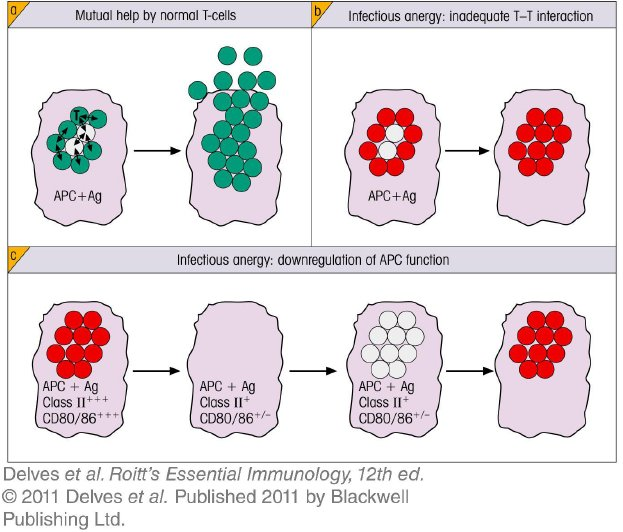 a
Mutual help by normal T-cells
T
APC+Ag
b
Infectious anergy: inadequate T–T interaction
APC+Ag
c
Infectious anergy: downregulation of APC function
APC + Ag
Class II+++
CD80/86+++
APC + Ag
Class II+
CD80/86+/–
APC + Ag
Class II+
CD80/86+/–
Delves et al. Roitt's Essential Immunology, 12th ed.
© 2011 Delves et al. Published 2011 by Blackwell
Publishing Ltd.